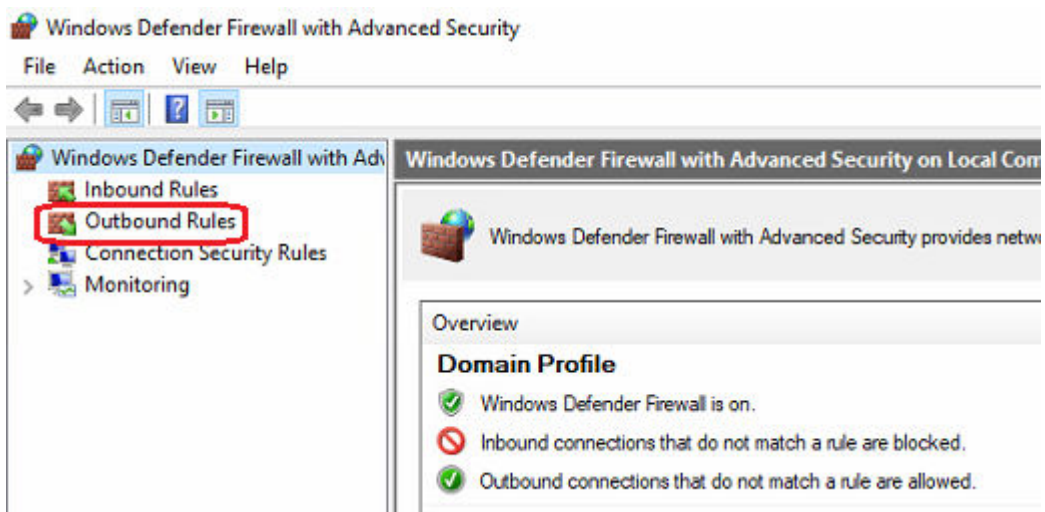 Windows Defender Firewall with Advanced Security
File Action View Help
Windows Defender Firewall with Adv
Inbound Rules
Outbound Rules
Connection Security Rules
Monitoring
Windows Defender Firewall with Advanced Security on Local Com
Windows Defender Firewall with Advanced Security provides netw
Overview
Domain Profile
Windows Defender Firewall is on.
Inbound connections that do not match a rule are blocked.
Outbound connections that do not match a rule are allowed.